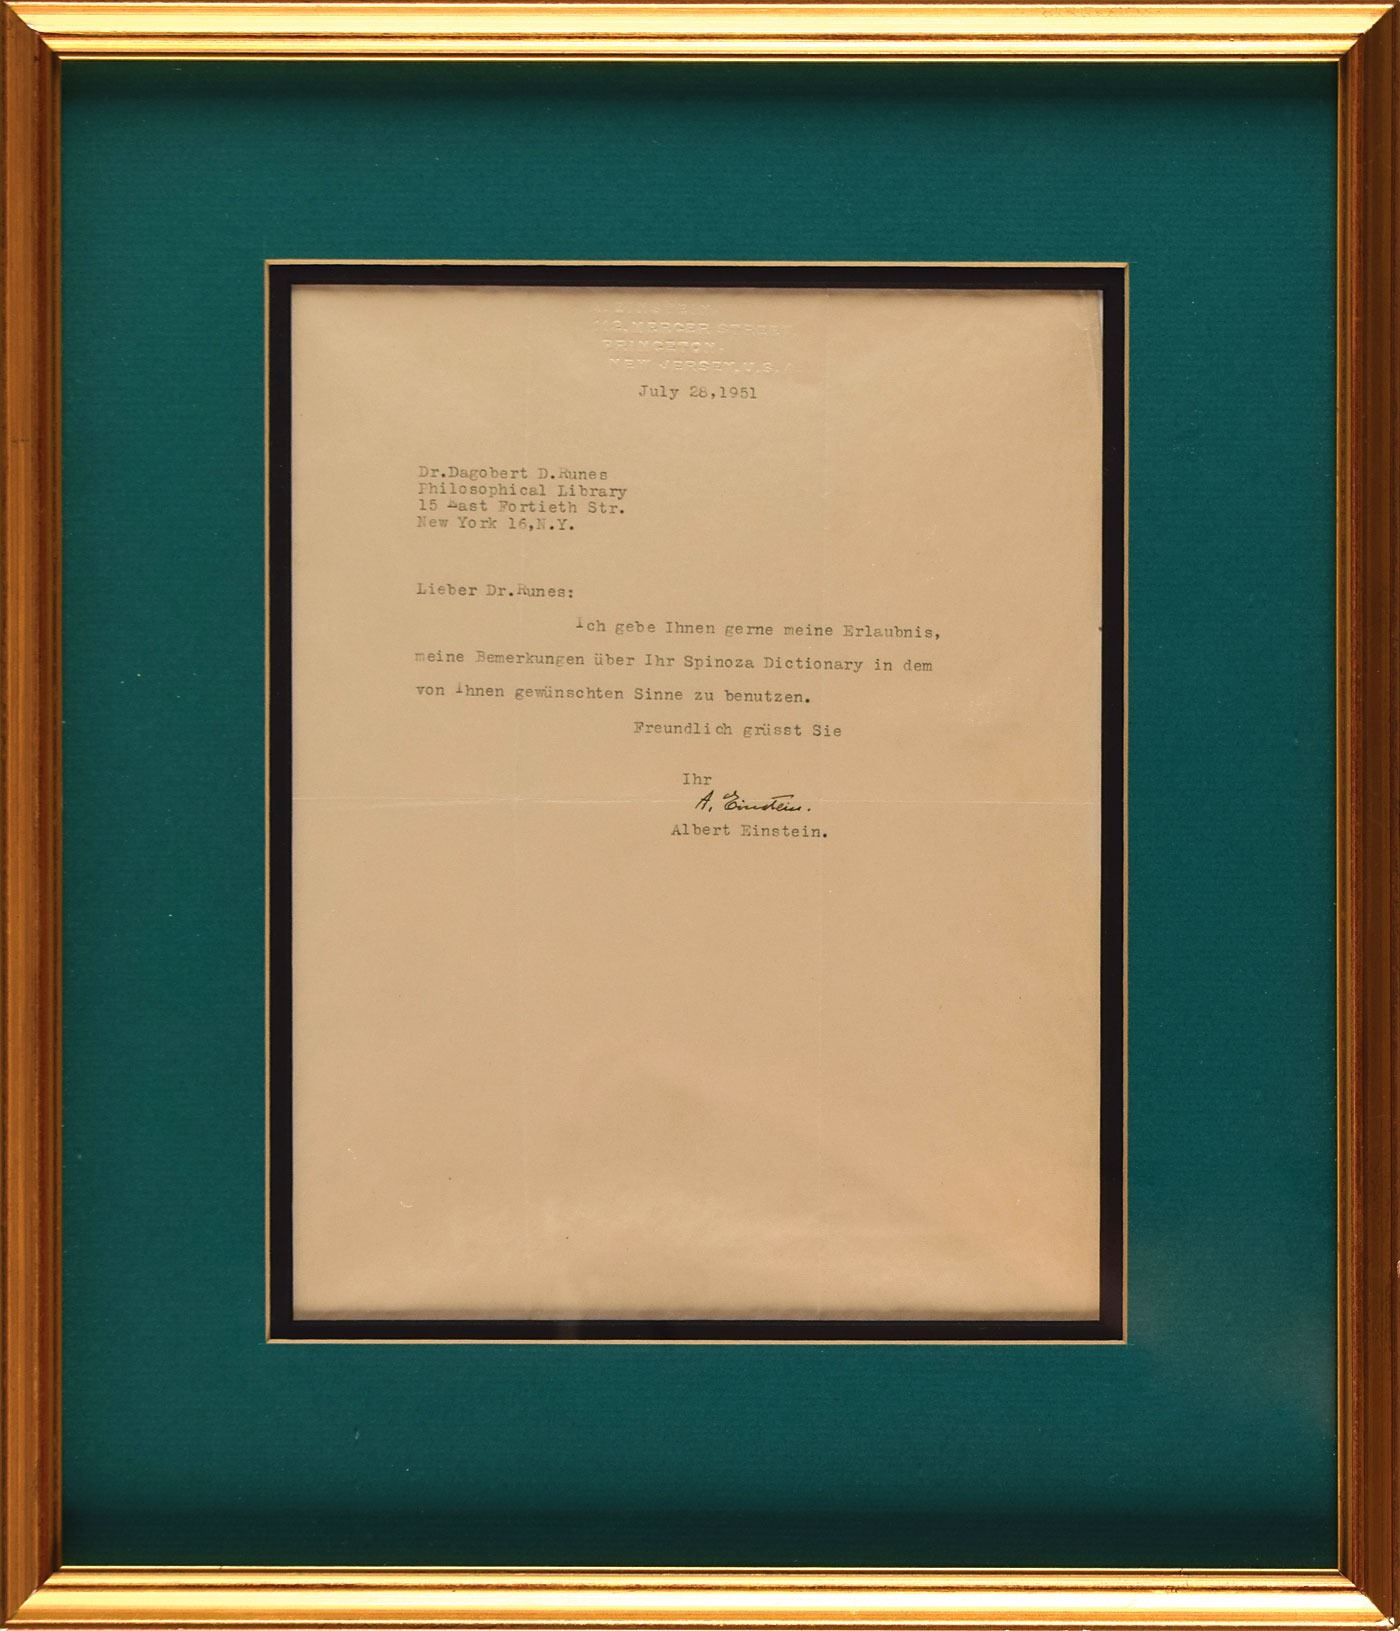 A. EINSTEIN.
112, MERCER STREET,
PRINCETON,
NEW JERSEY, U.S.A.
July 28,1951
Dr.Dagobert D.Runes
Philosophical Library
15 East Fortieth Str.
New York 16,N.Y.
Lieber Dr.Runes:
Ich gebe Ihnen gerne meine Erlaubnis,
meine Bemerkungen über Ihr Spinoza Dictionary in dem
von Ihnen gewünschten Sinne zu benutzen.
Freundlich grüsst Sie
Ihr
A. Einstein.
Albert Einstein.